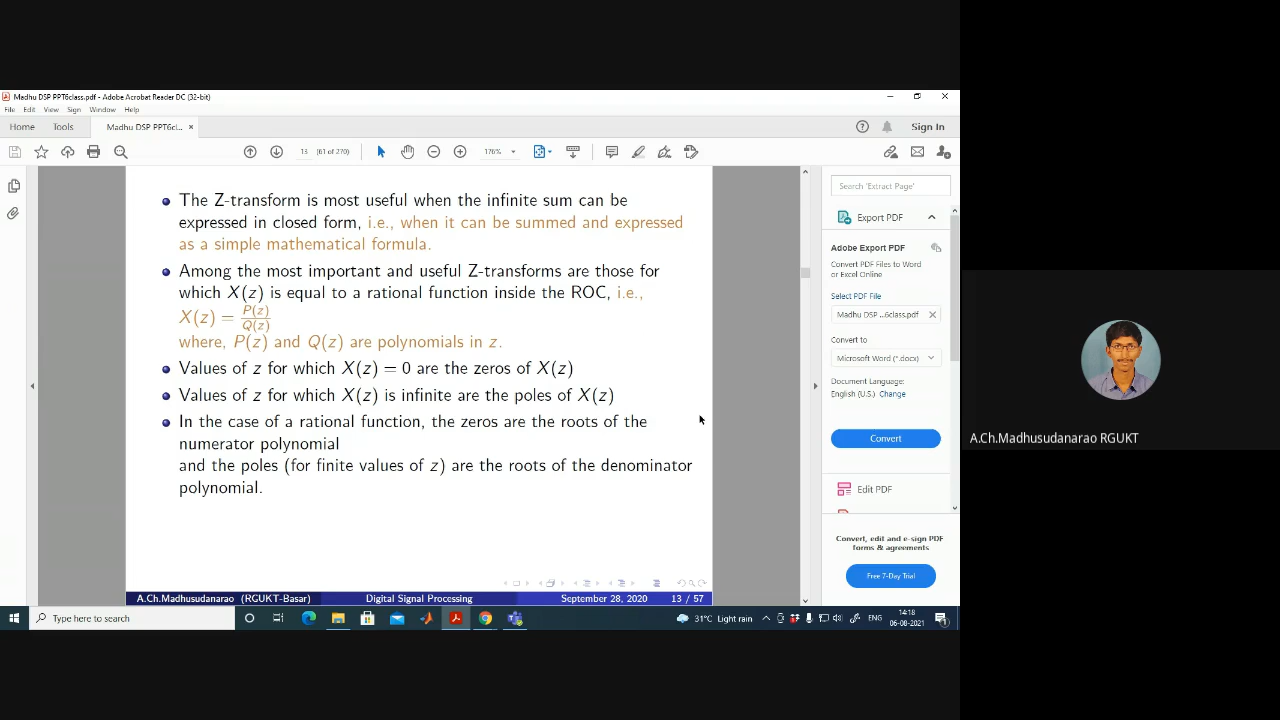 Madhu DSP PPT6class.pdf - Adobe Acrobat Reader DC (32-bit)
File Edit View Sign Window Help
Home Tools Madhu DSP PPT6cl... × Sign In
13 (61 of 270) 176%
The Z-transform is most useful when the infinite sum can be
expressed in closed form, i.e., when it can be summed and expressed
as a simple mathematical formula.
Among the most important and useful Z-transforms are those for
which X(z) is equal to a rational function inside the ROC, i.e.,
X(z) = P(z)/Q(z)
where, P(z) and Q(z) are polynomials in z.
Values of z for which X(z) = 0 are the zeros of X(z)
Values of z for which X(z) is infinite are the poles of X(z)
In the case of a rational function, the zeros are the roots of the
numerator polynomial
and the poles (for finite values of z) are the roots of the denominator
polynomial.
A.Ch.Madhusudanarao (RGUKT-Basar) Digital Signal Processing September 28, 2020 13 / 57
Search 'Extract Page'
Export PDF
Adobe Export PDF
Convert PDF Files to Word
or Excel Online
Select PDF File
Madhu DSP ...6class.pdf
Convert to
Microsoft Word (*.docx)
Document Language:
English (U.S.) Change
Convert
Edit PDF
Convert, edit and e-sign PDF
forms & agreements
Free 7-Day Trial
Type here to search
31°C Light rain
ENG
14:18
06-08-2021
A.Ch.Madhusudanarao RGUKT